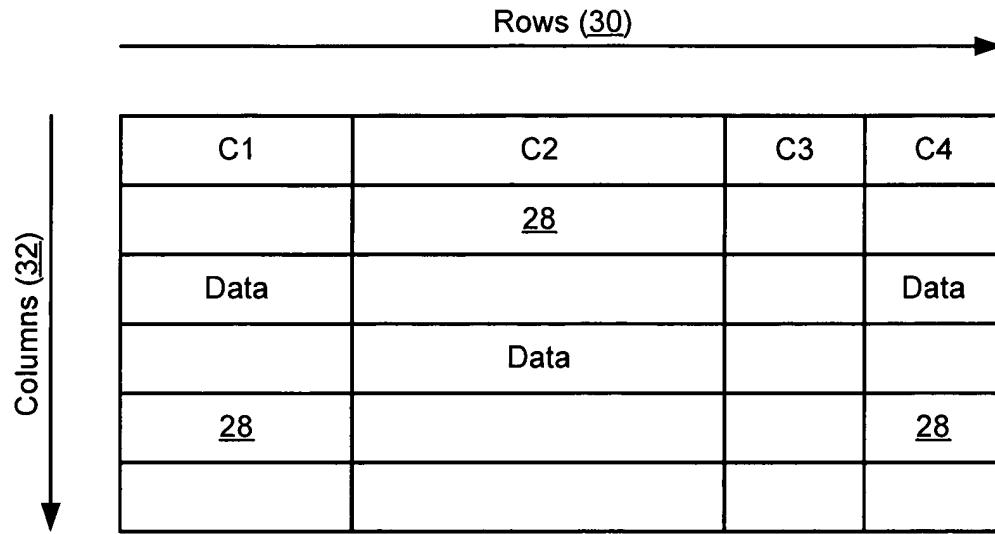 Rows (30)
C1 C2 C3 C4
28
Data Data
Data
28 28
Columns (32)